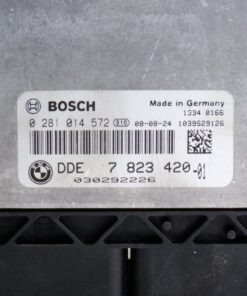 BOSCH
Made in Germany
1334 0166
0 281 014 572 B1D 08-08-24 1039S29126
DDE 7 823 420-01
030292226